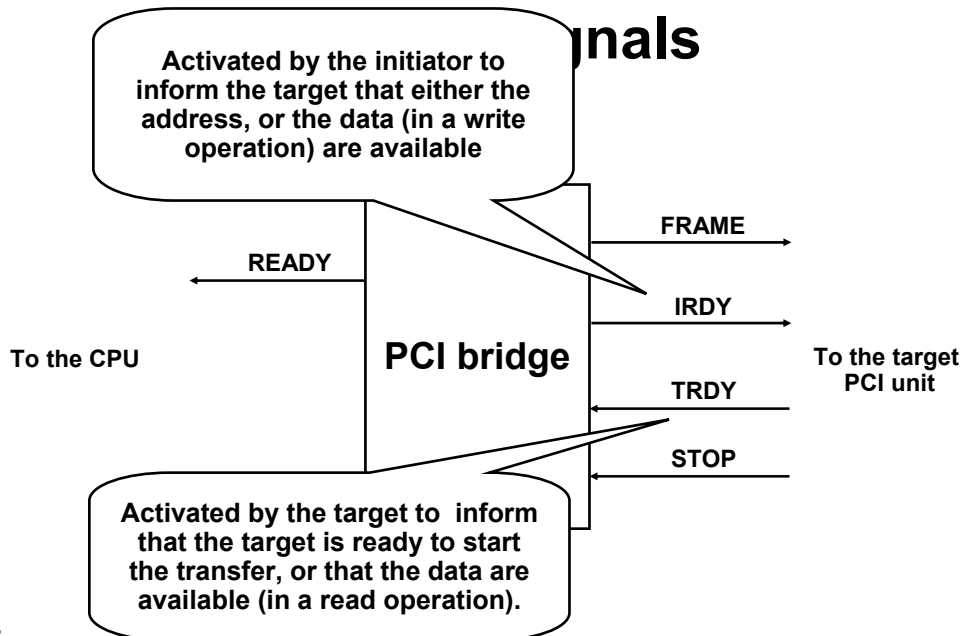 Activated by the initiator to
inform the target that either the
address, or the data (in a write
operation) are available
FRAME
READY
IRDY
To the CPU
PCI bridge
To the target
PCI unit
TRDY
STOP
Activated by the target to inform
that the target is ready to start
the transfer, or that the data are
available (in a read operation).